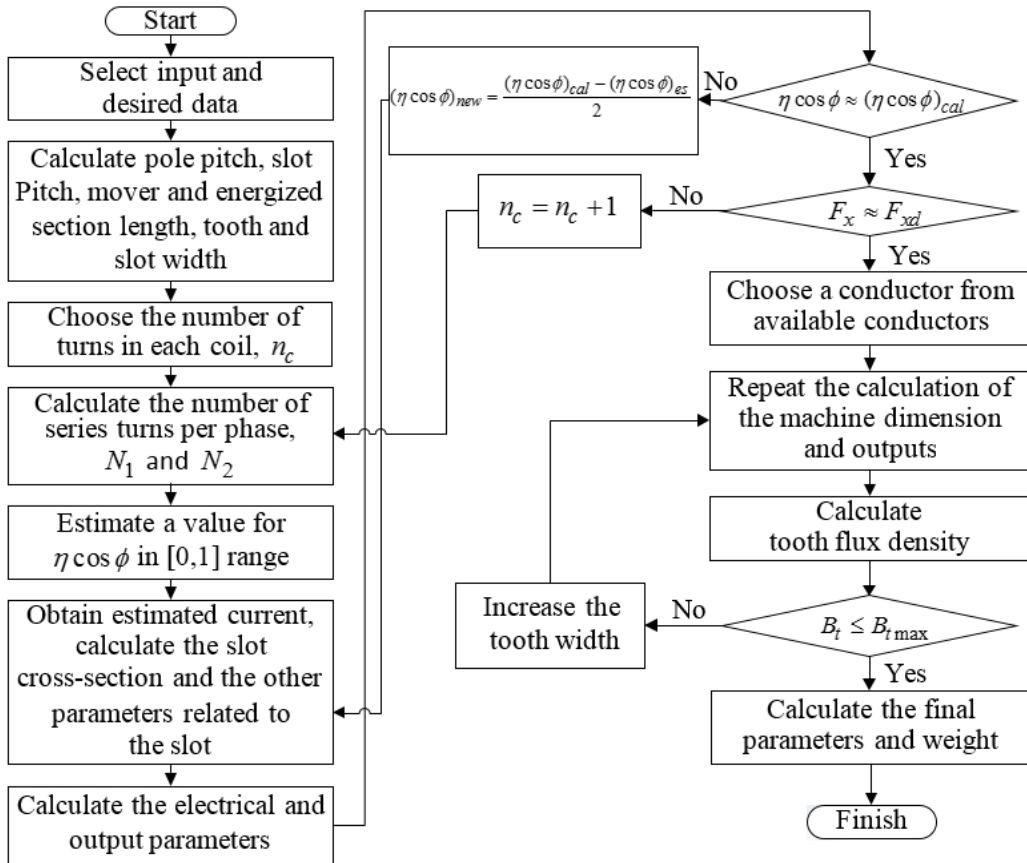 Start
Select input and
desired data
Calculate pole pitch, slot
Pitch, mover and energized
section length, tooth and
slot width
Choose the number of
turns in each coil, n_c
Calculate the number of
series turns per phase,
N_1 and N_2
Estimate a value for
η cos ϕ in [0,1] range
Obtain estimated current,
calculate the slot
cross-section and the other
parameters related to
the slot
Calculate the electrical and
output parameters
η cos ϕ ≈ (η cos ϕ)_cal
No
(η cos ϕ)_new = ((η cos ϕ)_cal − (η cos ϕ)_es) / 2
Yes
F_x ≈ F_xd
No
n_c = n_c + 1
Yes
Choose a conductor from
available conductors
Repeat the calculation of
the machine dimension
and outputs
Calculate
tooth flux density
B_t ≤ B_t max
No
Increase the
tooth width
Yes
Calculate the final
parameters and weight
Finish